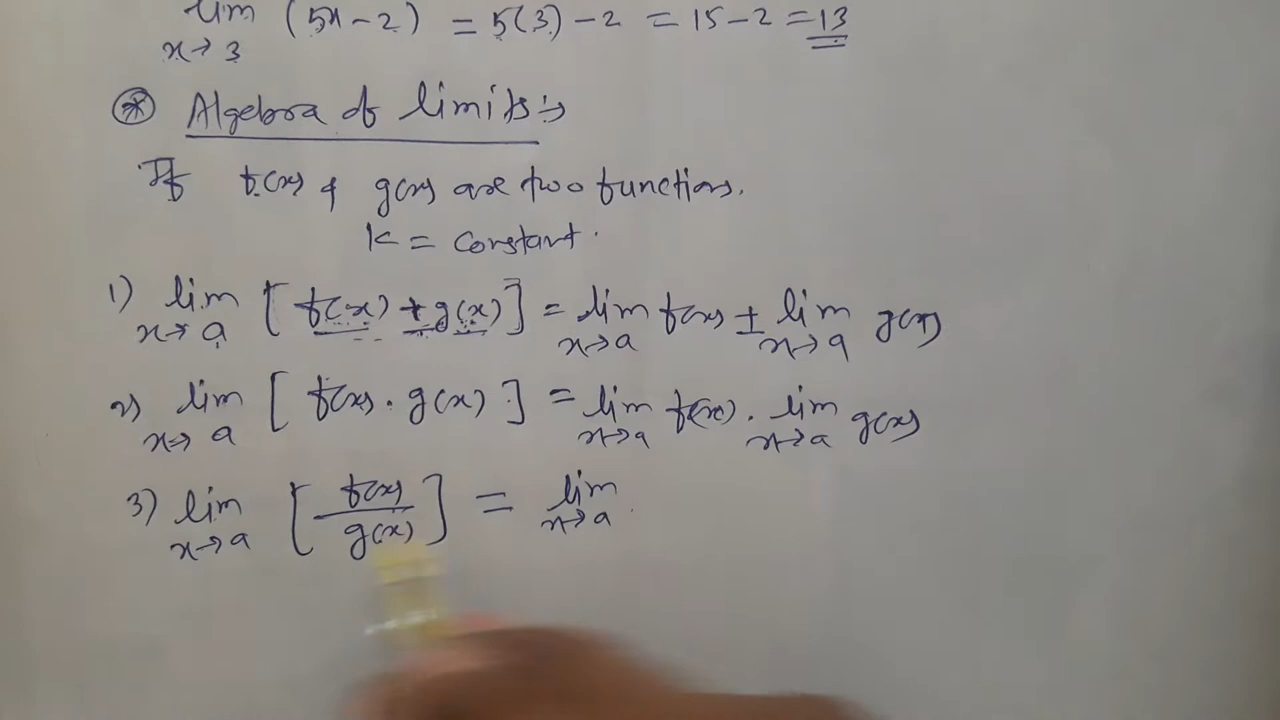 lim (5x - 2) = 5(3) - 2 = 15 - 2 = 13
x→3
⊛ Algebra of limits :-
If f(x) & g(x) are two functions.
K = constant.
1) lim [ f(x) ± g(x) ] = lim f(x) ± lim g(x)
x→a x→a x→a
2) lim [ f(x) . g(x) ] = lim f(x) . lim g(x)
x→a x→a x→a
3) lim [ f(x) / g(x) ] = lim
x→a x→a